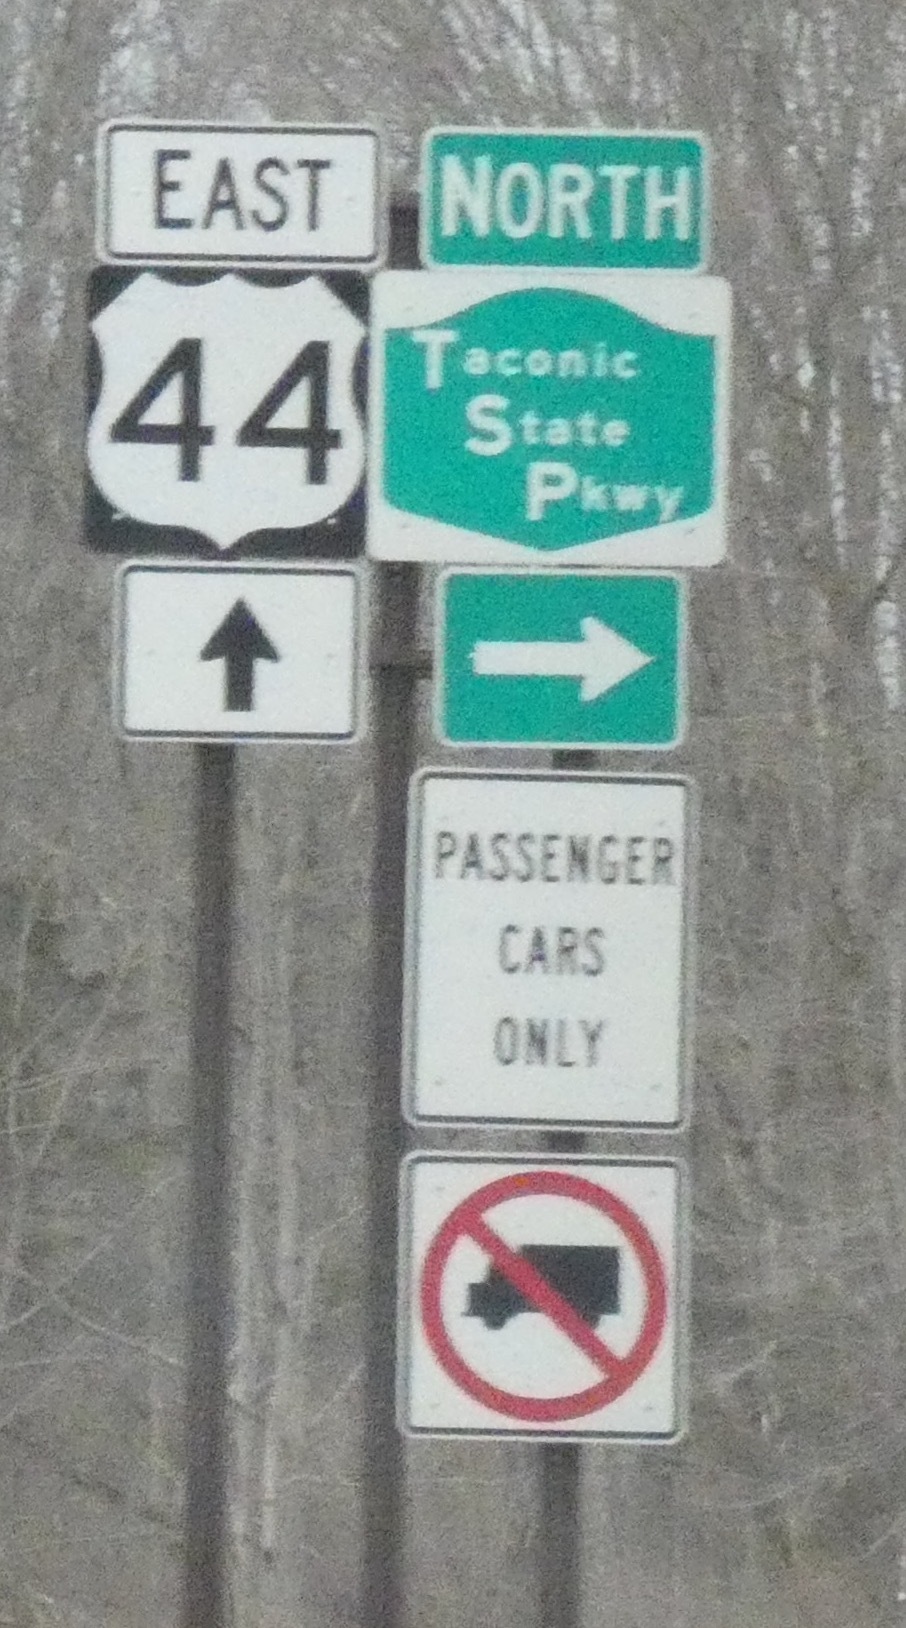 EAST
44
NORTH
Taconic
State
Pkwy
PASSENGER
CARS
ONLY